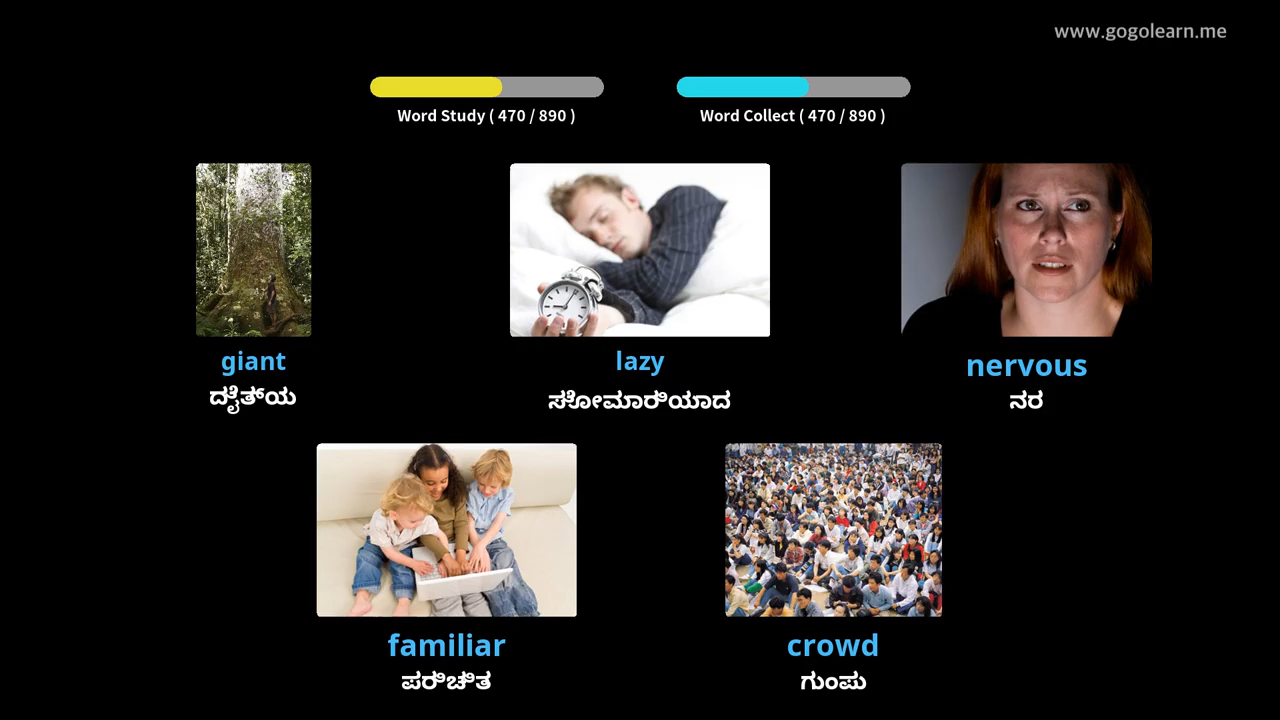 www.gogolearn.me
Word Study ( 470 / 890 )
Word Collect ( 470 / 890 )
giant
ದೈತ್ಯ
lazy
ಸೋಮಾರಿಯಾದ
nervous
ನರ
familiar
ಪರಿಚಿತ
crowd
ಗುಂಪು